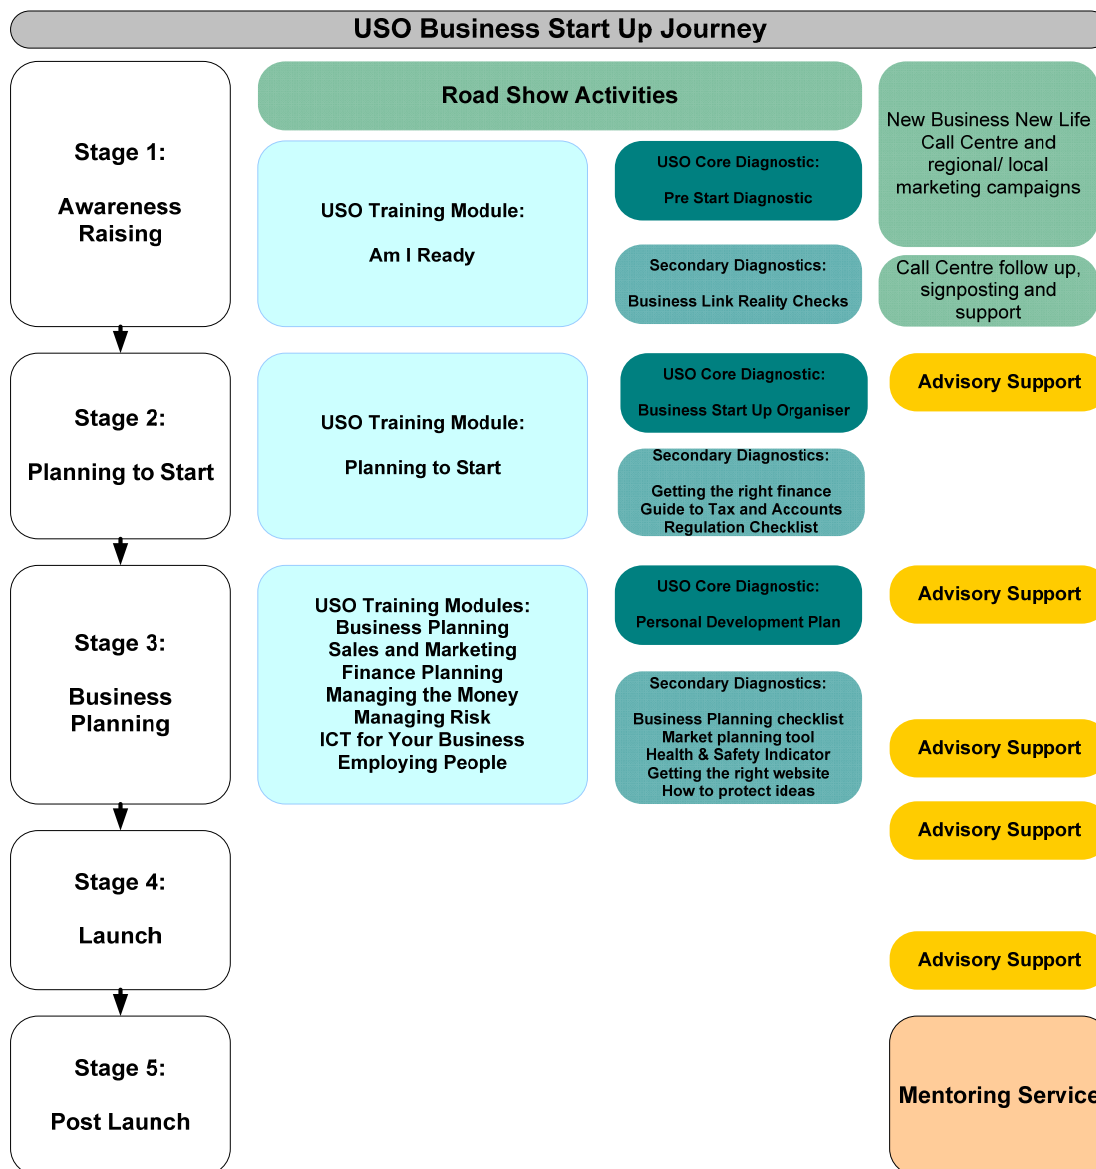 USO Business Start Up Journey
Stage 1:
Awareness
Raising
Road Show Activities
USO Training Module:
Am I Ready
USO Core Diagnostic:
Pre Start Diagnostic
Secondary Diagnostics:
Business Link Reality Checks
New Business New Life
Call Centre and
regional/ local
marketing campaigns
Call Centre follow up,
signposting and
support
Stage 2:
Planning to Start
USO Training Module:
Planning to Start
USO Core Diagnostic:
Business Start Up Organiser
Secondary Diagnostics:
Getting the right finance
Guide to Tax and Accounts
Regulation Checklist
Advisory Support
Stage 3:
Business
Planning
USO Training Modules:
Business Planning
Sales and Marketing
Finance Planning
Managing the Money
Managing Risk
ICT for Your Business
Employing People
USO Core Diagnostic:
Personal Development Plan
Secondary Diagnostics:
Business Planning checklist
Market planning tool
Health & Safety Indicator
Getting the right website
How to protect ideas
Advisory Support
Advisory Support
Stage 4:
Launch
Advisory Support
Advisory Support
Stage 5:
Post Launch
Mentoring Service